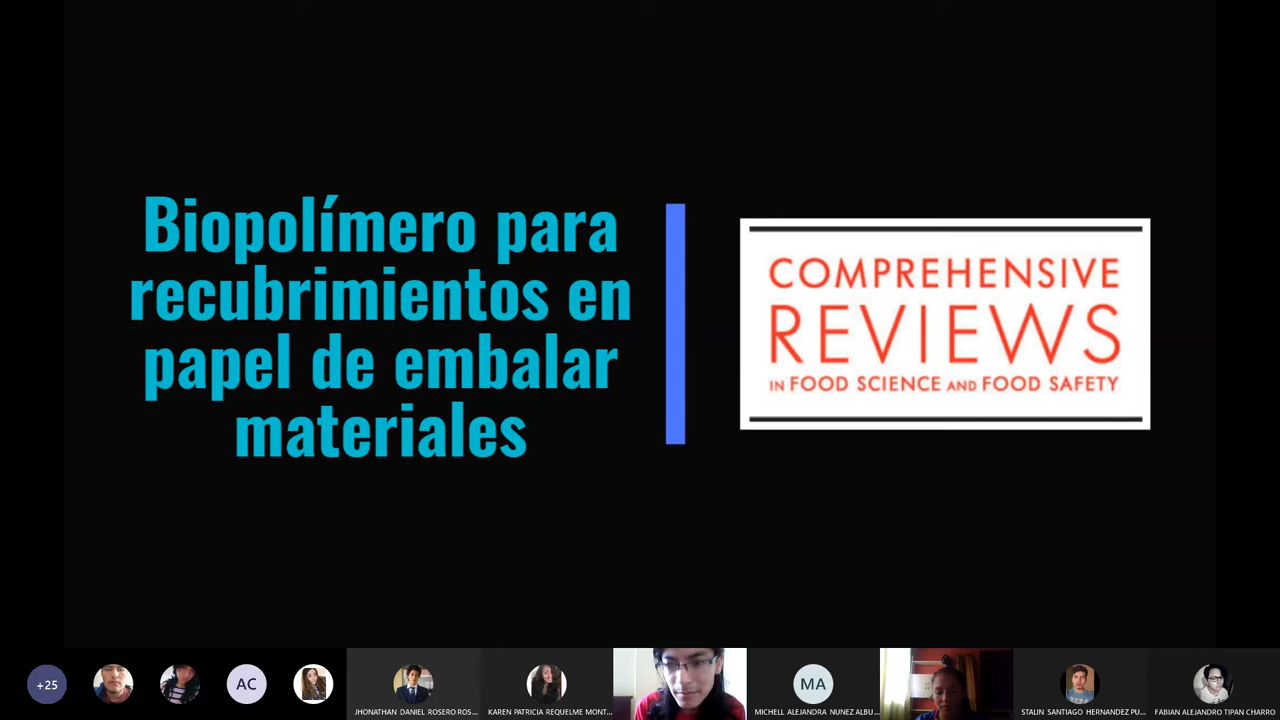 Biopolímero para
recubrimientos en
papel de embalar
materiales
COMPREHENSIVE
REVIEWS
IN FOOD SCIENCE AND FOOD SAFETY
+25
AC
JHONATHAN DANIEL ROSERO ROS...
KAREN PATRICIA REQUELME MONT...
MA
MICHELL ALEJANDRA NUNEZ ALBU...
STALIN SANTIAGO HERNANDEZ PU...
FABIAN ALEJANDRO TIPAN CHARRO